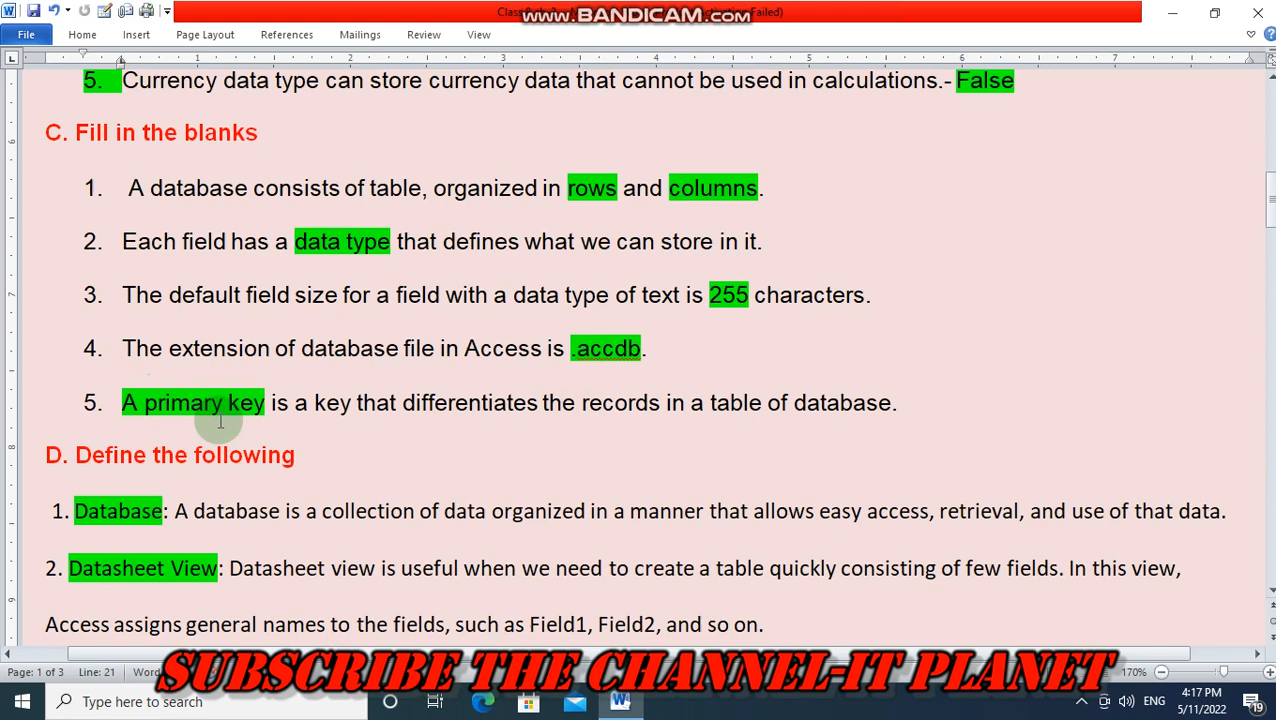 www.BANDICAM.com
File Home Insert Page Layout References Mailings Review View
1 2 3 4 5 6 7
5. Currency data type can store currency data that cannot be used in calculations.- False
C. Fill in the blanks
1. A database consists of table, organized in rows and columns.
2. Each field has a data type that defines what we can store in it.
3. The default field size for a field with a data type of text is 255 characters.
4. The extension of database file in Access is .accdb.
5. A primary key is a key that differentiates the records in a table of database.
D. Define the following
1. Database: A database is a collection of data organized in a manner that allows easy access, retrieval, and use of that data.
2. Datasheet View: Datasheet view is useful when we need to create a table quickly consisting of few fields. In this view,
Access assigns general names to the fields, such as Field1, Field2, and so on.
Page: 1 of 3 Line: 21 170%
SUBSCRIBE THE CHANNEL-IT PLANET
Type here to search
ENG
4:17 PM
5/11/2022
19